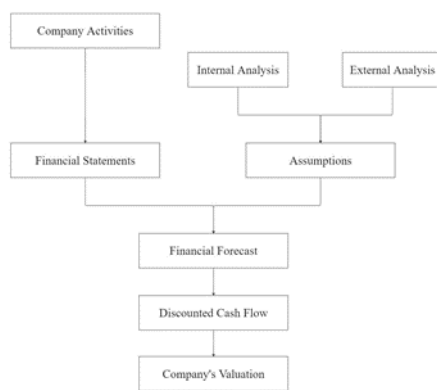 Company Activities
Internal Analysis
External Analysis
Financial Statements
Assumptions
Financial Forecast
Discounted Cash Flow
Company's Valuation